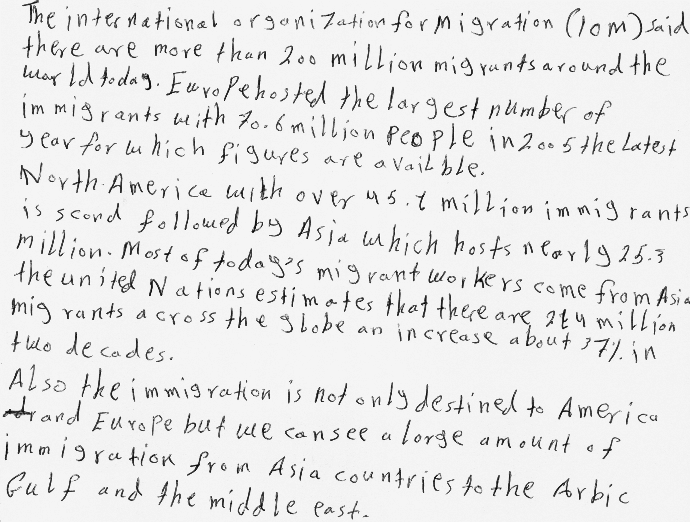 The international organization for Migration (IOM) said
there are more than 200 million migrants around the
world today. Europe hosted the largest number of
immigrants with 70.6 million people in 2005 the latest
year for which figures are availble.
North America with over 45.1 million immigrants
is scond followed by Asia which hosts nearly 25.3
million. Most of today's migrant workers come from Asia
the united Nations estimates that there are 214 million
mig rants across the globe an increase about 37% in
two decades.
Also the immigration is not only destined to America
and Europe but we can see a large amount of
immigration from Asia countries to the Arbic
Gulf and the middle east.